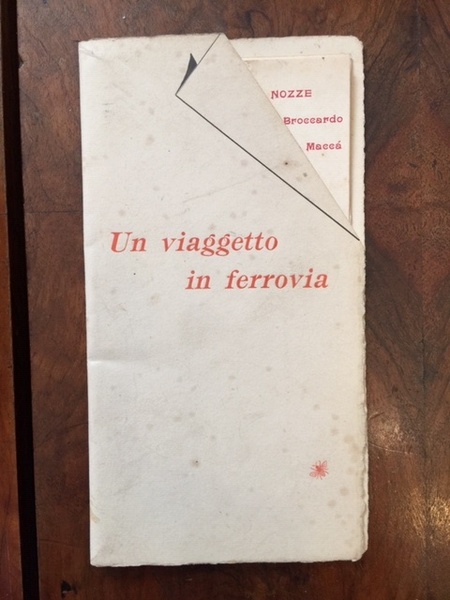 NOZZE
Broccardo
Maccá
Un viaggetto
in ferrovia